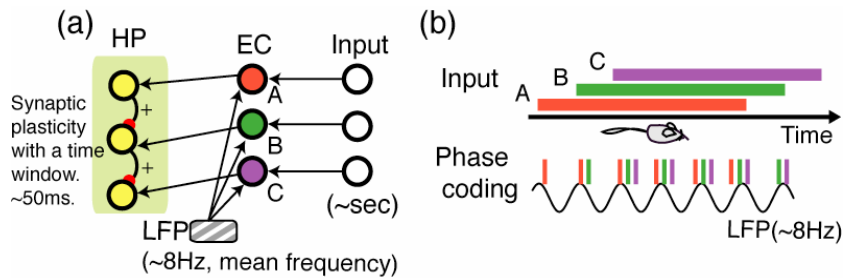 (a)
HP
EC
Input
A
B
C
+
+
Synaptic
plasticity
with a time
window.
~50ms.
LFP
(~sec)
(~8Hz, mean frequency)
(b)
Input
A
B
C
Time
Phase
coding
LFP(~8Hz)